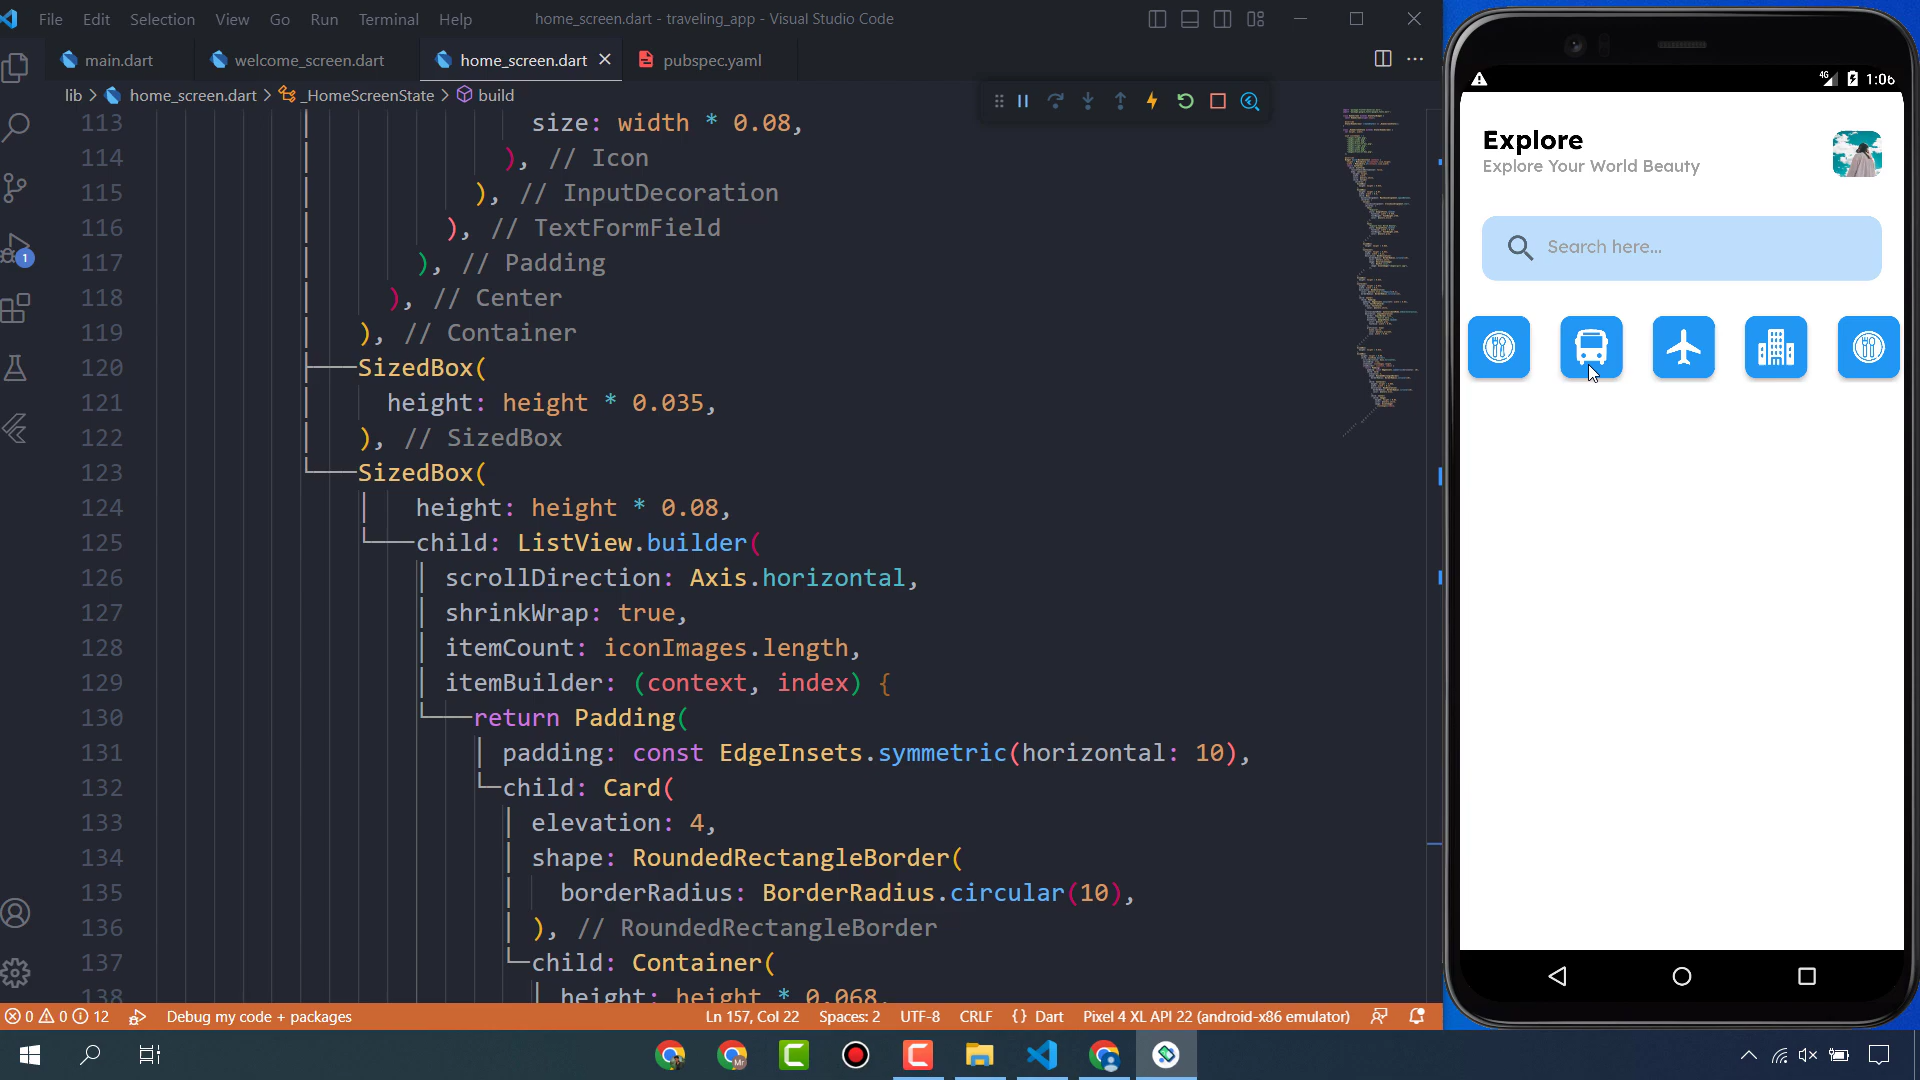 File Edit Selection View Go Run Terminal Help home_screen.dart - traveling_app - Visual Studio Code
main.dart welcome_screen.dart home_screen.dart pubspec.yaml
lib > home_screen.dart > _HomeScreenState > build
113 size: width * 0.08,
114 ), // Icon
115 ), // InputDecoration
116 ), // TextFormField
117 ), // Padding
118 ), // Center
119 ), // Container
120 SizedBox(
121 height: height * 0.035,
122 ), // SizedBox
123 SizedBox(
124 height: height * 0.08,
125 child: ListView.builder(
126 scrollDirection: Axis.horizontal,
127 shrinkWrap: true,
128 itemCount: iconImages.length,
129 itemBuilder: (context, index) {
130 return Padding(
131 padding: const EdgeInsets.symmetric(horizontal: 10),
132 child: Card(
133 elevation: 4,
134 shape: RoundedRectangleBorder(
135 borderRadius: BorderRadius.circular(10),
136 ), // RoundedRectangleBorder
137 child: Container(
138 height: height * 0.068,
1
0 0 12 Debug my code + packages Ln 157, Col 22 Spaces: 2 UTF-8 CRLF {} Dart Pixel 4 XL API 22 (android-x86 emulator)
4G 1:06
Explore
Explore Your World Beauty
Search here...